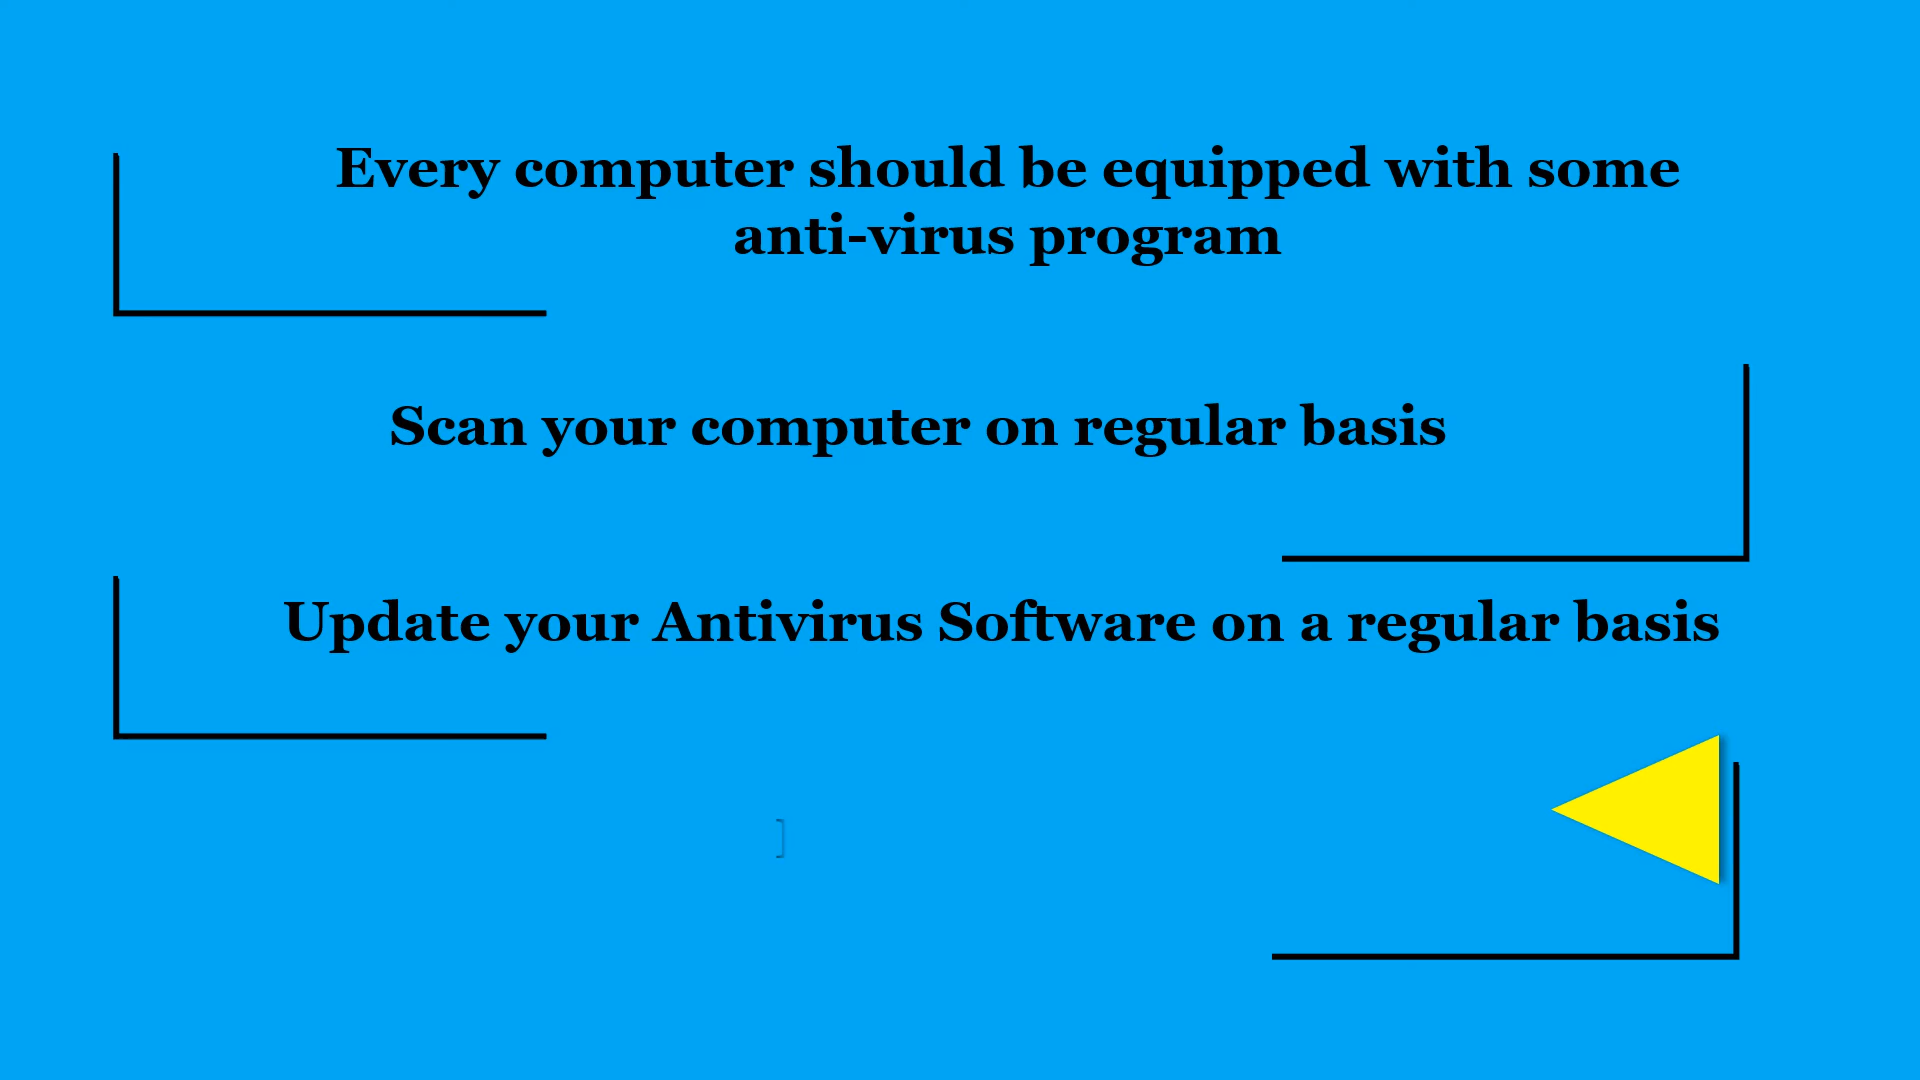 Every computer should be equipped with some
anti-virus program
Scan your computer on regular basis
Update your Antivirus Software on a regular basis
]